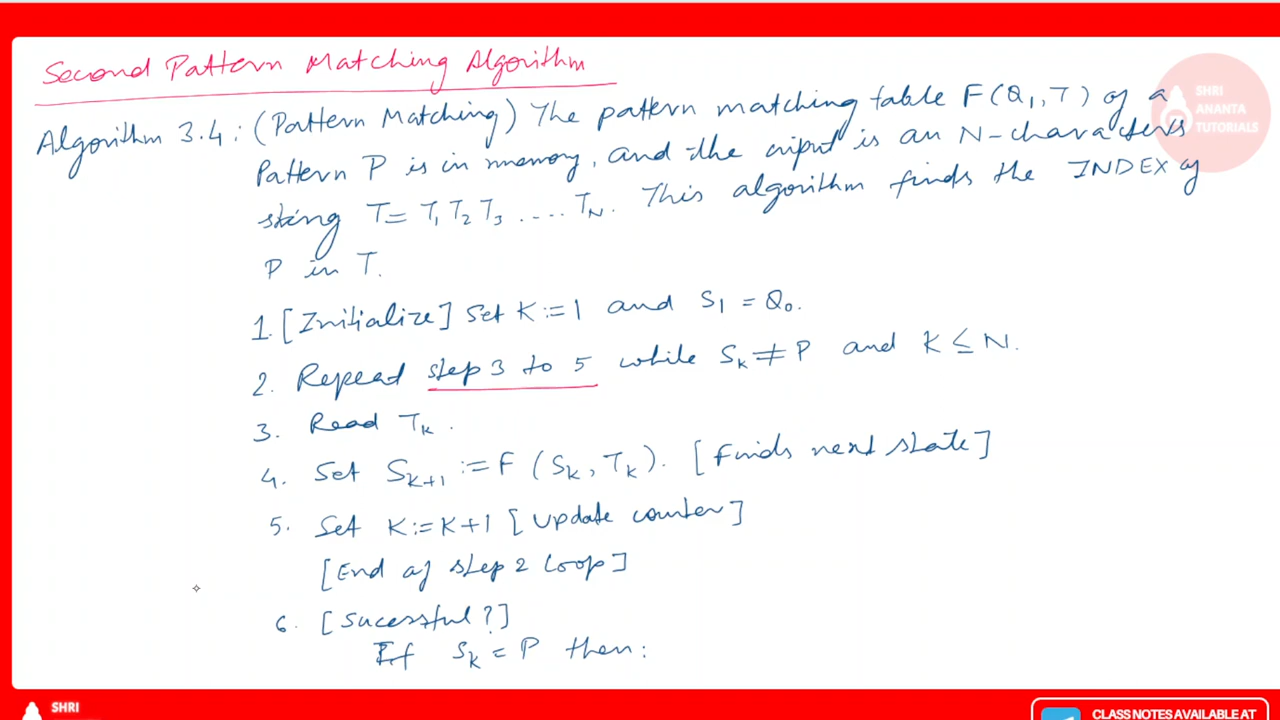 Second Pattern Matching Algorithm
Algorithm 3.4: (Pattern Matching) The pattern matching table F(Q1, T) of a
Pattern P is in memory, and the input is an N-characters
string T = T1 T2 T3 .... TN. This algorithm finds the INDEX of
P in T.
1. [Initialize] Set K:=1 and S1 = Q0.
2. Repeat step 3 to 5 while SK ≠ P and K ≤ N.
3. Read TK.
4. Set SK+1 := F (SK, TK). [Finds next state]
5. Set K:=K+1 [Update counter]
[End of step 2 loop]
6. [Sucessful?]
If SK = P then:
SHRI
ANANTA
TUTORIALS
SHRI
CLASS NOTES AVAILABLE AT